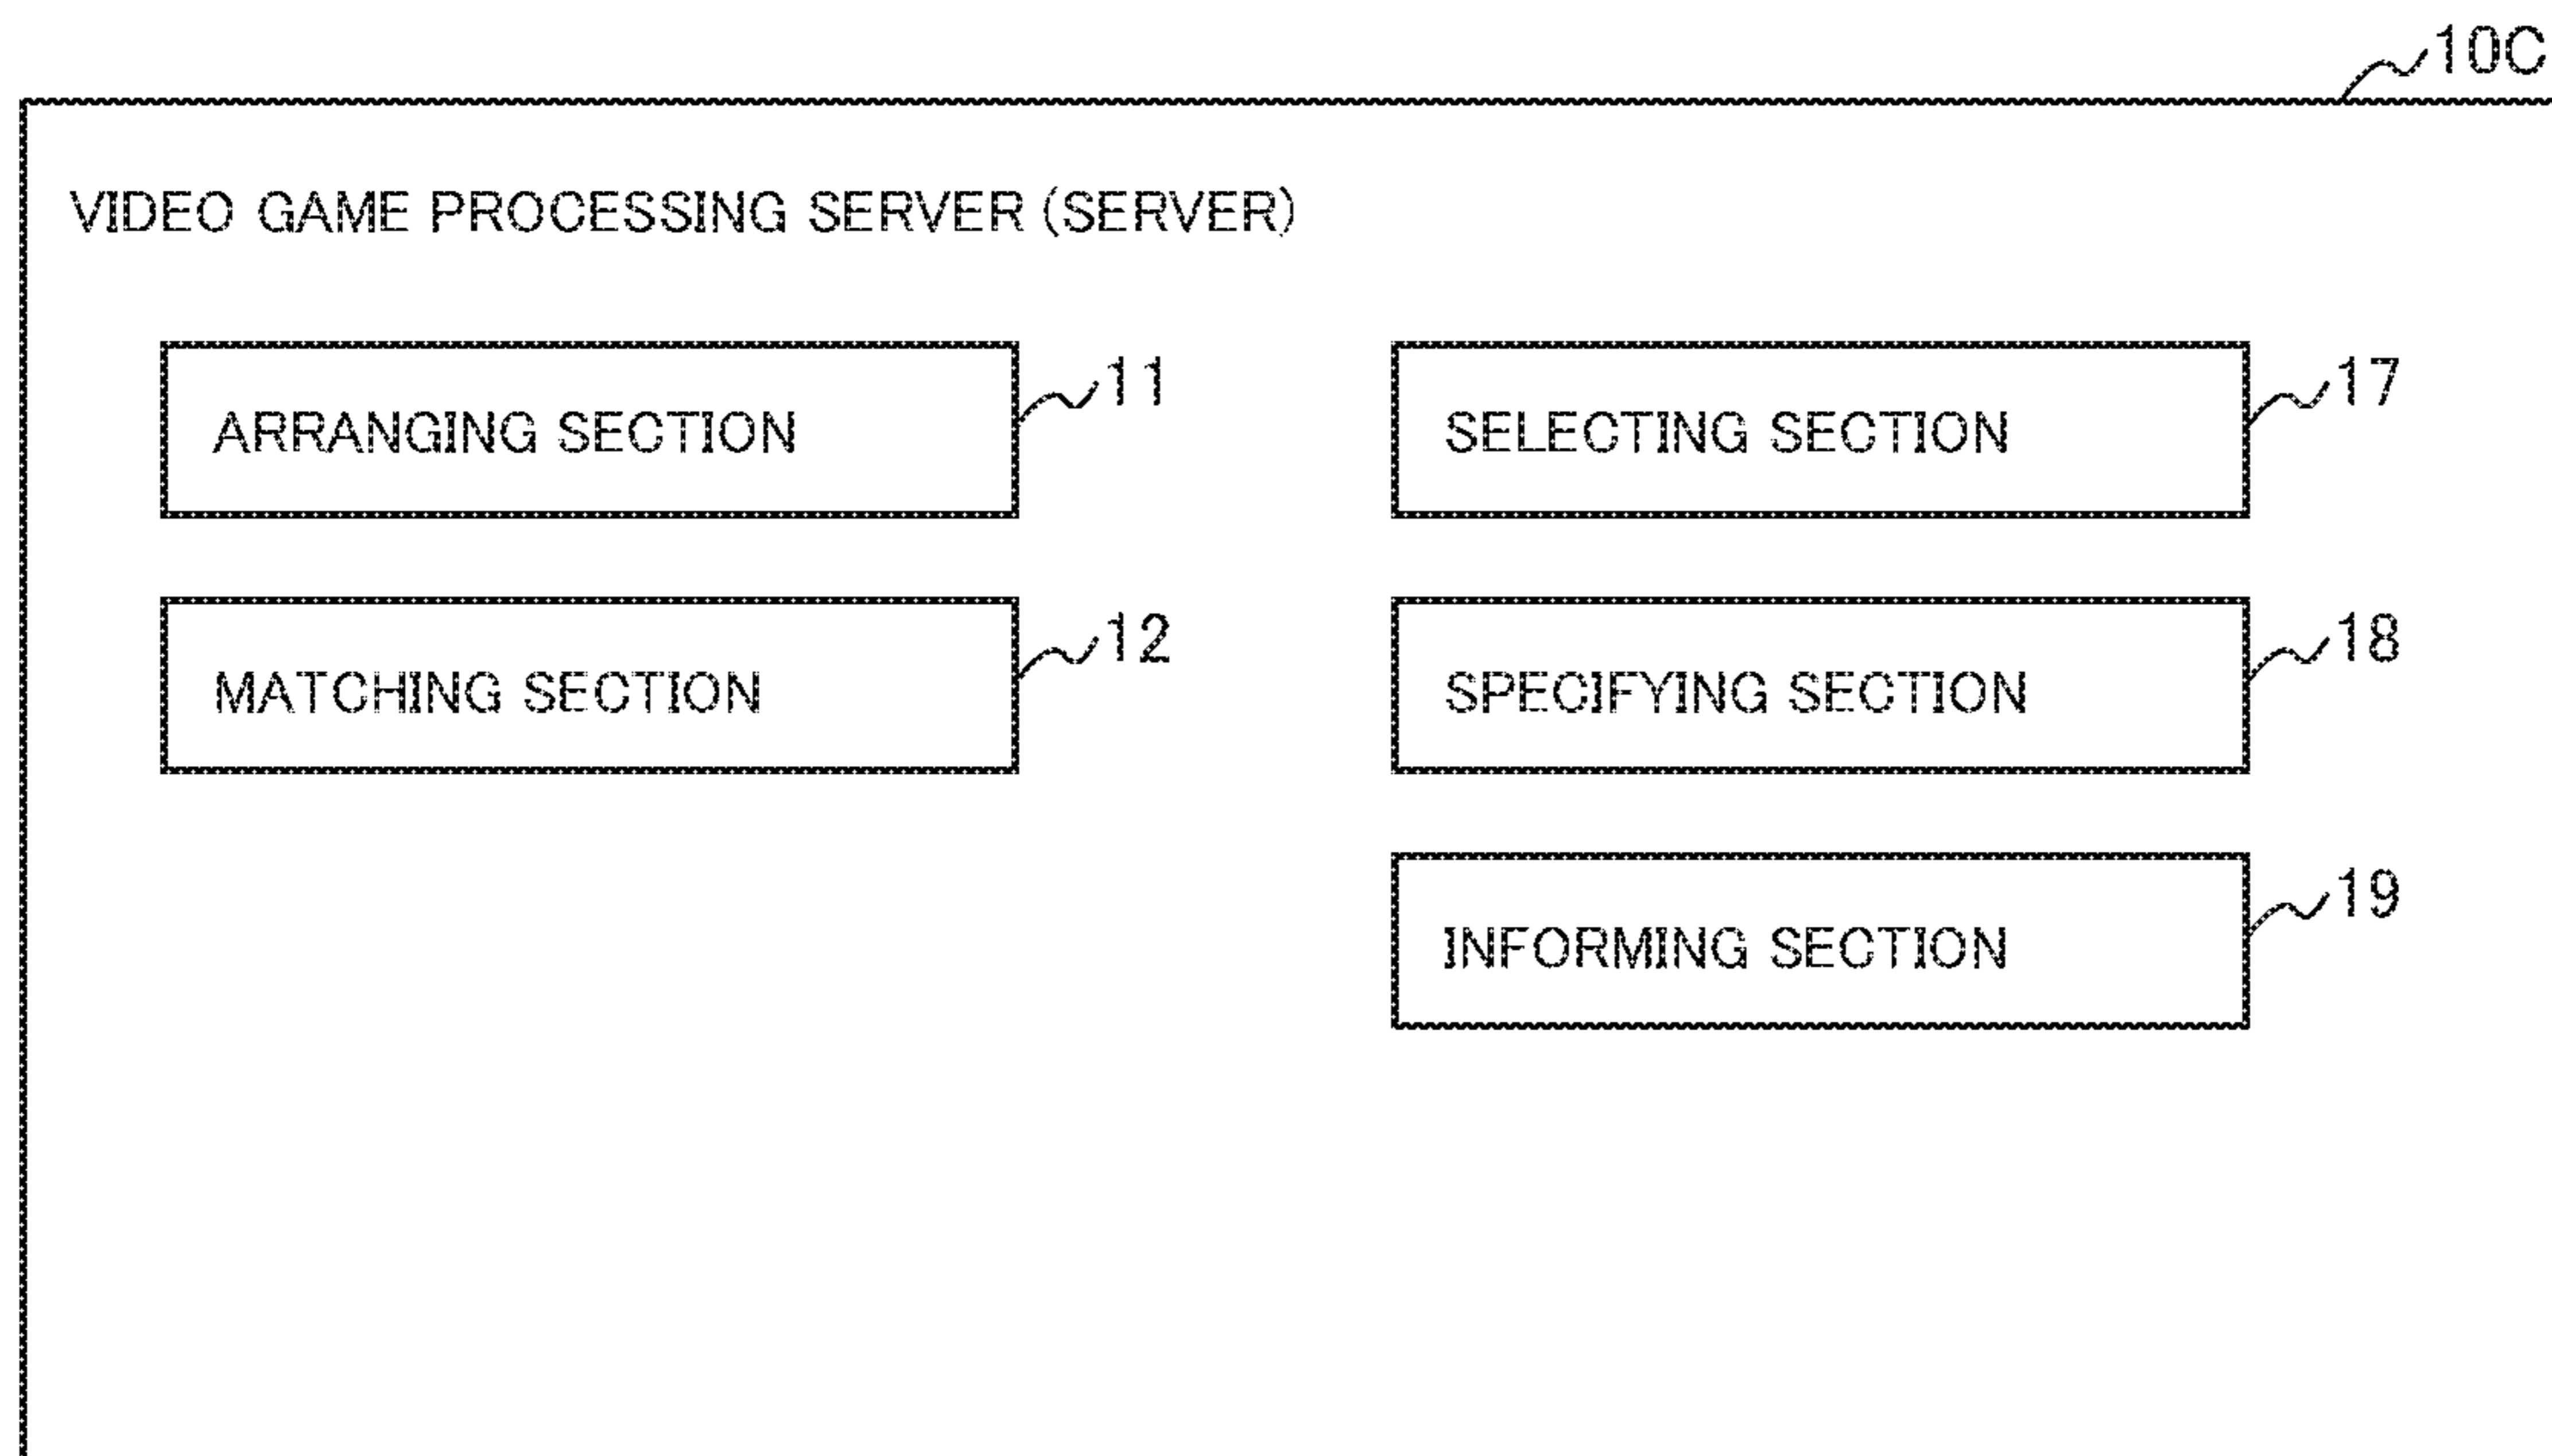 10C
VIDEO GAME PROCESSING SERVER (SERVER)
ARRANGING SECTION
11
MATCHING SECTION
12
SELECTING SECTION
17
SPECIFYING SECTION
18
INFORMING SECTION
19